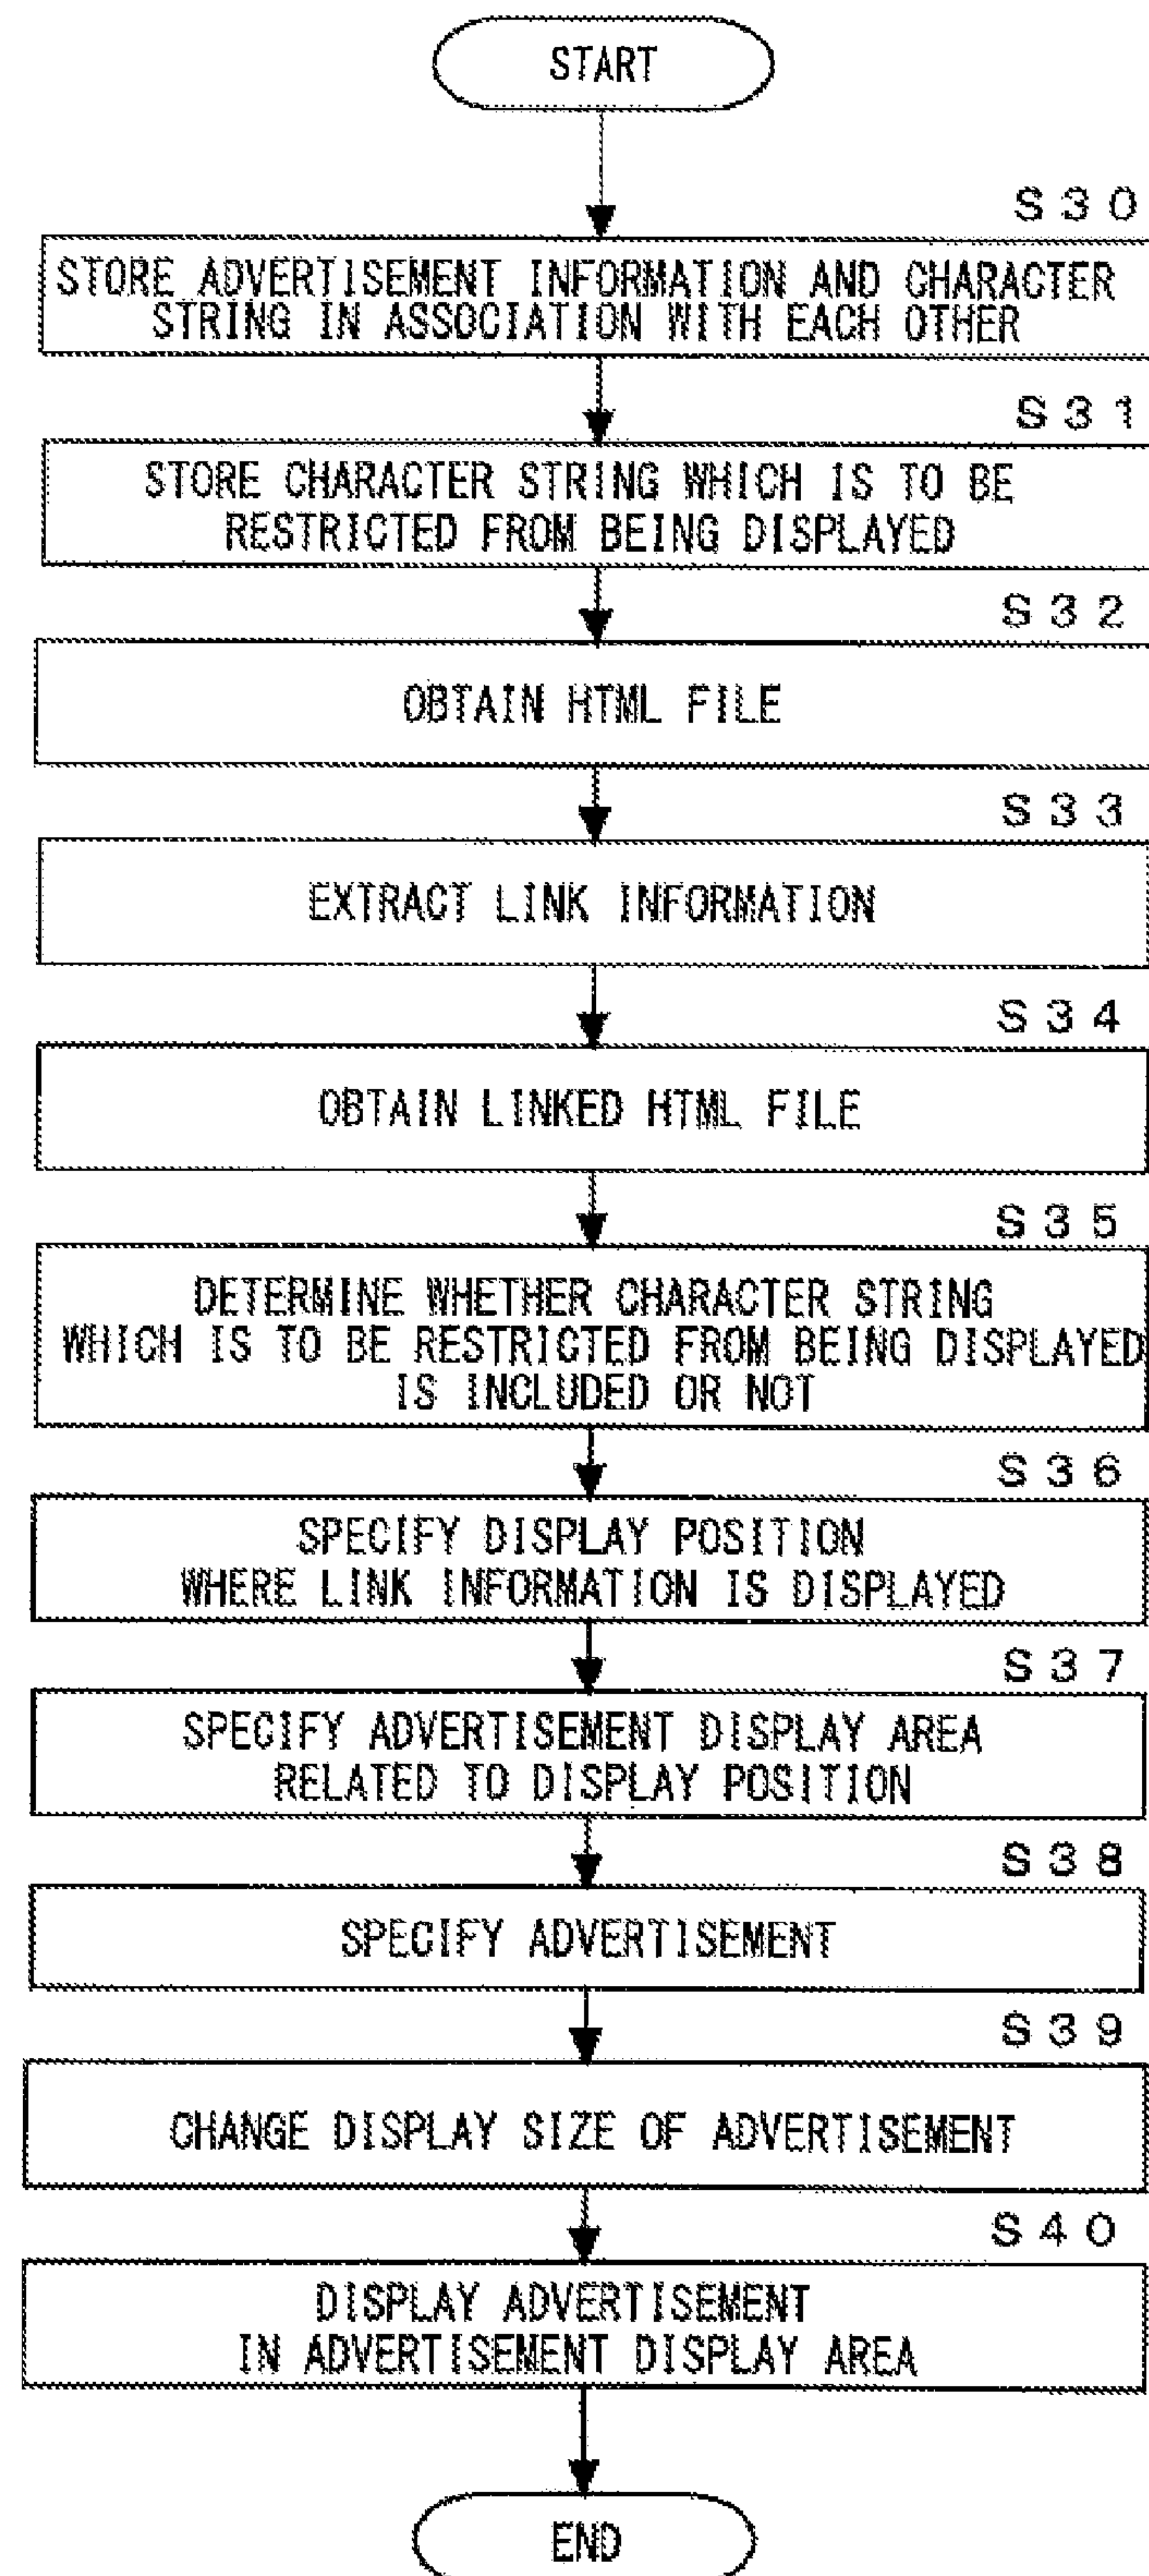 START
S30
STORE ADVERTISEMENT INFORMATION AND CHARACTER
STRING IN ASSOCIATION WITH EACH OTHER
S31
STORE CHARACTER STRING WHICH IS TO BE
RESTRICTED FROM BEING DISPLAYED
S32
OBTAIN HTML FILE
S33
EXTRACT LINK INFORMATION
S34
OBTAIN LINKED HTML FILE
S35
DETERMINE WHETHER CHARACTER STRING
WHICH IS TO BE RESTRICTED FROM BEING DISPLAYED
IS INCLUDED OR NOT
S36
SPECIFY DISPLAY POSITION
WHERE LINK INFORMATION IS DISPLAYED
S37
SPECIFY ADVERTISEMENT DISPLAY AREA
RELATED TO DISPLAY POSITION
S38
SPECIFY ADVERTISEMENT
S39
CHANGE DISPLAY SIZE OF ADVERTISEMENT
S40
DISPLAY ADVERTISEMENT
IN ADVERTISEMENT DISPLAY AREA
END